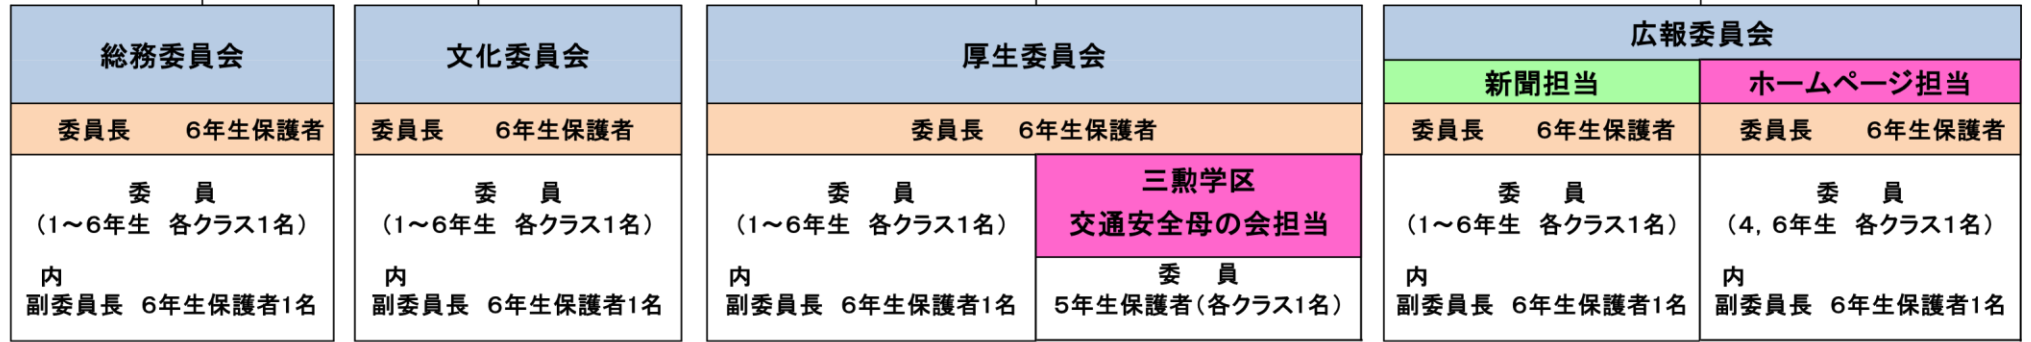 総務委員会
委員長　　6年生保護者
委　員
（1～6年生　各クラス1名）
内
副委員長　6年生保護者1名
文化委員会
委員長　　6年生保護者
委　員
（1～6年生　各クラス1名）
内
副委員長　6年生保護者1名
厚生委員会
委員長　6年生保護者
委　員
（1～6年生　各クラス1名）
内
副委員長　6年生保護者1名
三勲学区
交通安全母の会担当
委　員
5年生保護者（各クラス1名）
広報委員会
新聞担当
委員長　　6年生保護者
委　員
（1～6年生　各クラス1名）
内
副委員長　6年生保護者1名
ホームページ担当
委員長　　6年生保護者
委　員
（4，6年生　各クラス1名）
内
副委員長　6年生保護者1名